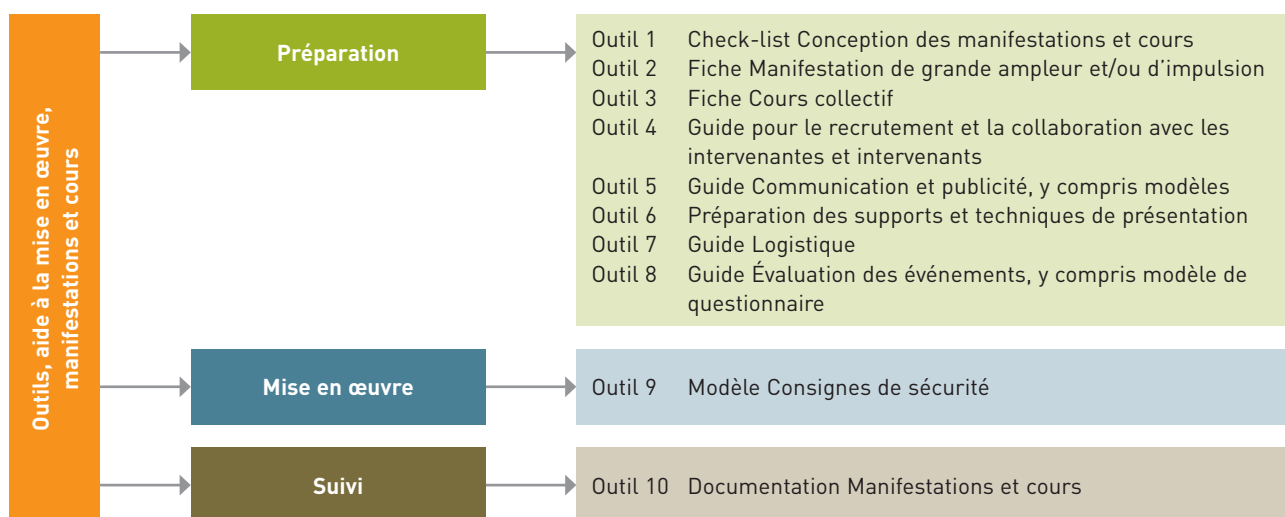 Outils, aide à la mise en œuvre,
manifestations et cours
Préparation
Outil 1 Check-list Conception des manifestations et cours
Outil 2 Fiche Manifestation de grande ampleur et/ou d’impulsion
Outil 3 Fiche Cours collectif
Outil 4 Guide pour le recrutement et la collaboration avec les
intervenantes et intervenants
Outil 5 Guide Communication et publicité, y compris modèles
Outil 6 Préparation des supports et techniques de présentation
Outil 7 Guide Logistique
Outil 8 Guide Évaluation des événements, y compris modèle de
questionnaire
Mise en œuvre
Outil 9 Modèle Consignes de sécurité
Suivi
Outil 10 Documentation Manifestations et cours